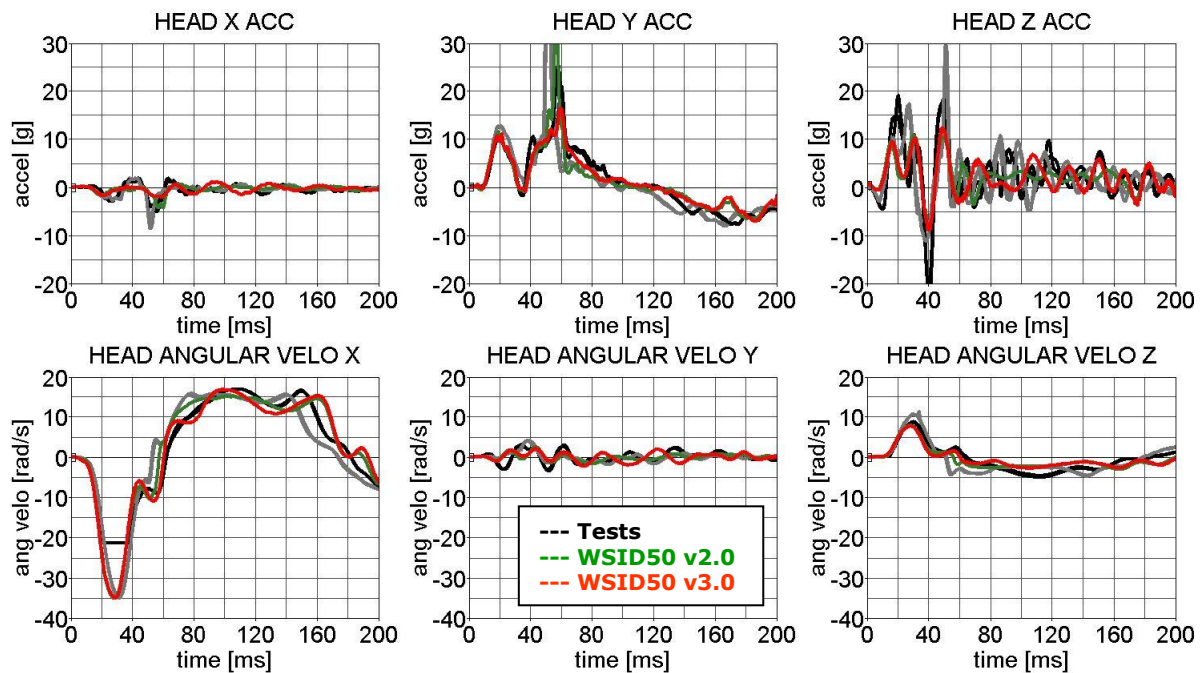 HEAD X ACC
HEAD Y ACC
HEAD Z ACC
accel [g]
30
20
10
0
-10
-20
0 40 80 120 160 200
time [ms]
accel [g]
30
20
10
0
-10
-20
0 40 80 120 160 200
time [ms]
accel [g]
30
20
10
0
-10
-20
0 40 80 120 160 200
time [ms]
HEAD ANGULAR VELO X
HEAD ANGULAR VELO Y
HEAD ANGULAR VELO Z
ang velo [rad/s]
20
10
0
-10
-20
-30
-40
0 40 80 120 160 200
time [ms]
ang velo [rad/s]
20
10
0
-10
-20
-30
-40
0 40 80 120 160 200
time [ms]
Tests
WSID50 v2.0
WSID50 v3.0
ang velo [rad/s]
20
10
0
-10
-20
-30
-40
0 40 80 120 160 200
time [ms]